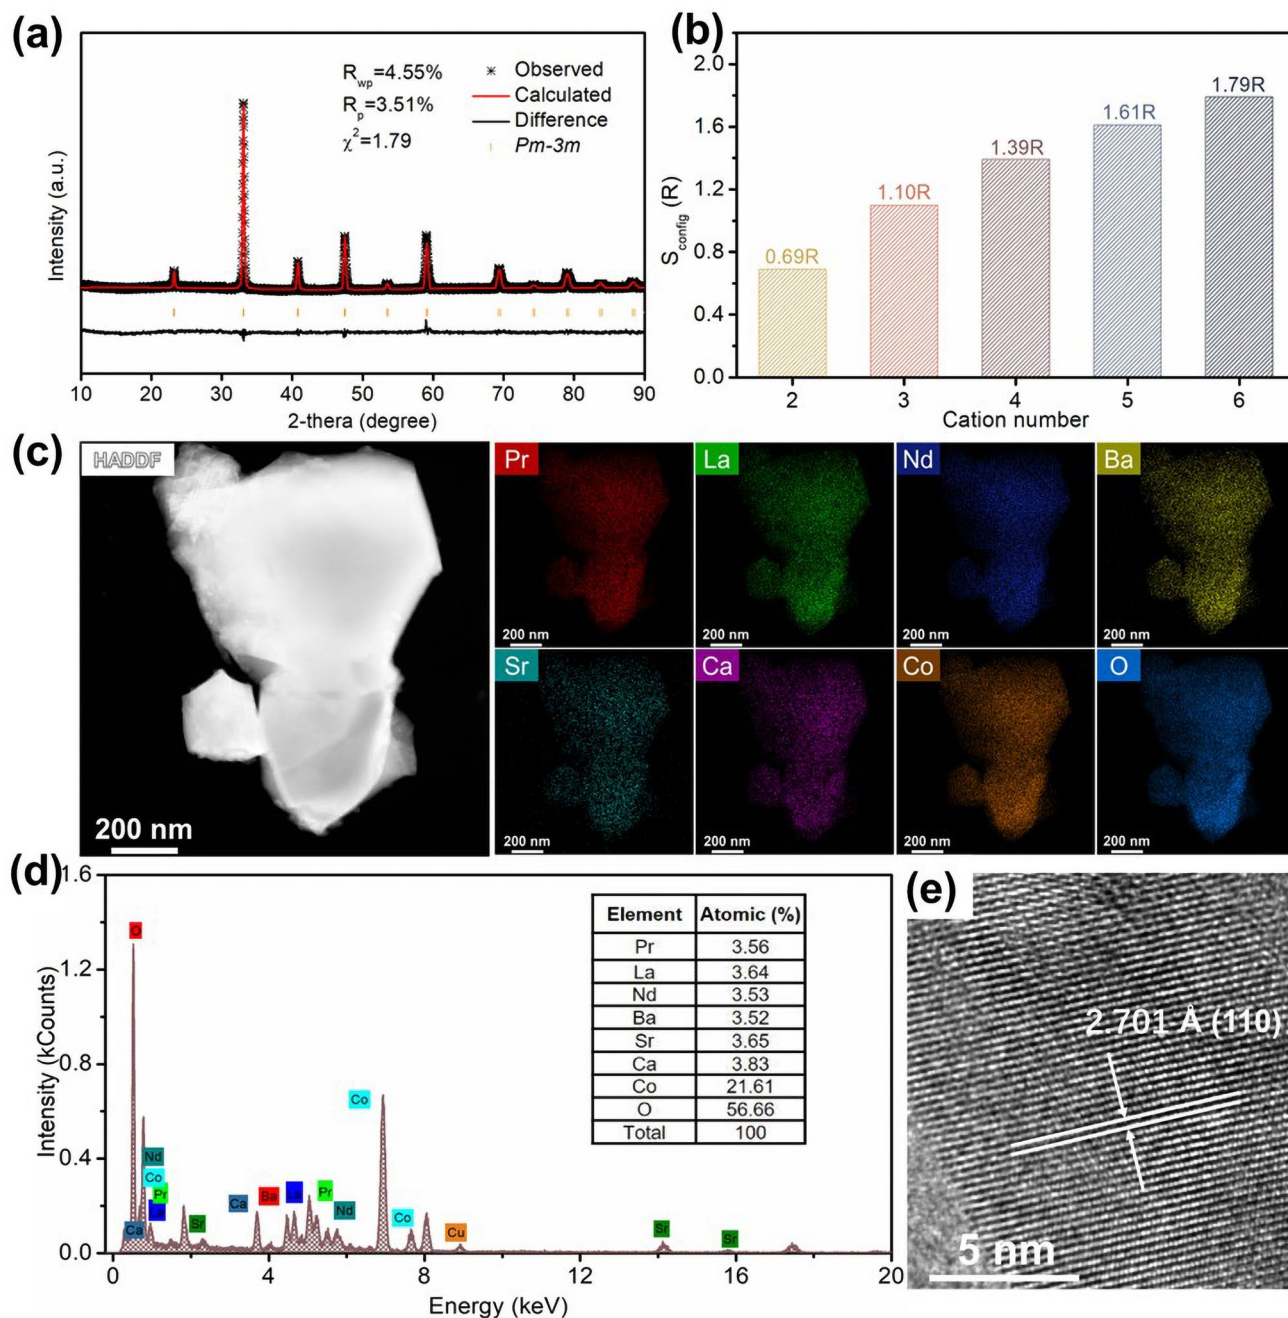 (a)
R_wp=4.55%
R_p=3.51%
χ²=1.79
Observed
Calculated
Difference
Pm-3m
Intensity (a.u.)
10 20 30 40 50 60 70 80 90
2-thera (degree)
(b)
S_config (R)
2.0
1.6
1.2
0.8
0.4
0.0
0.69R
1.10R
1.39R
1.61R
1.79R
2 3 4 5 6
Cation number
(c)
HADDF
200 nm
Pr
200 nm
La
200 nm
Nd
200 nm
Ba
200 nm
Sr
200 nm
Ca
200 nm
Co
200 nm
O
200 nm
(d)
Intensity (kCounts)
1.6
1.2
0.8
0.4
0.0
O
Nd
Co
Pr
La
Ca
Sr
Ca
Ba
La
Pr
Nd
Co
Co
Cu
Sr
Sr
0 4 8 12 16 20
Energy (keV)
Element Atomic (%)
Pr 3.56
La 3.64
Nd 3.53
Ba 3.52
Sr 3.65
Ca 3.83
Co 21.61
O 56.66
Total 100
(e)
2.701 Å (110)
5 nm